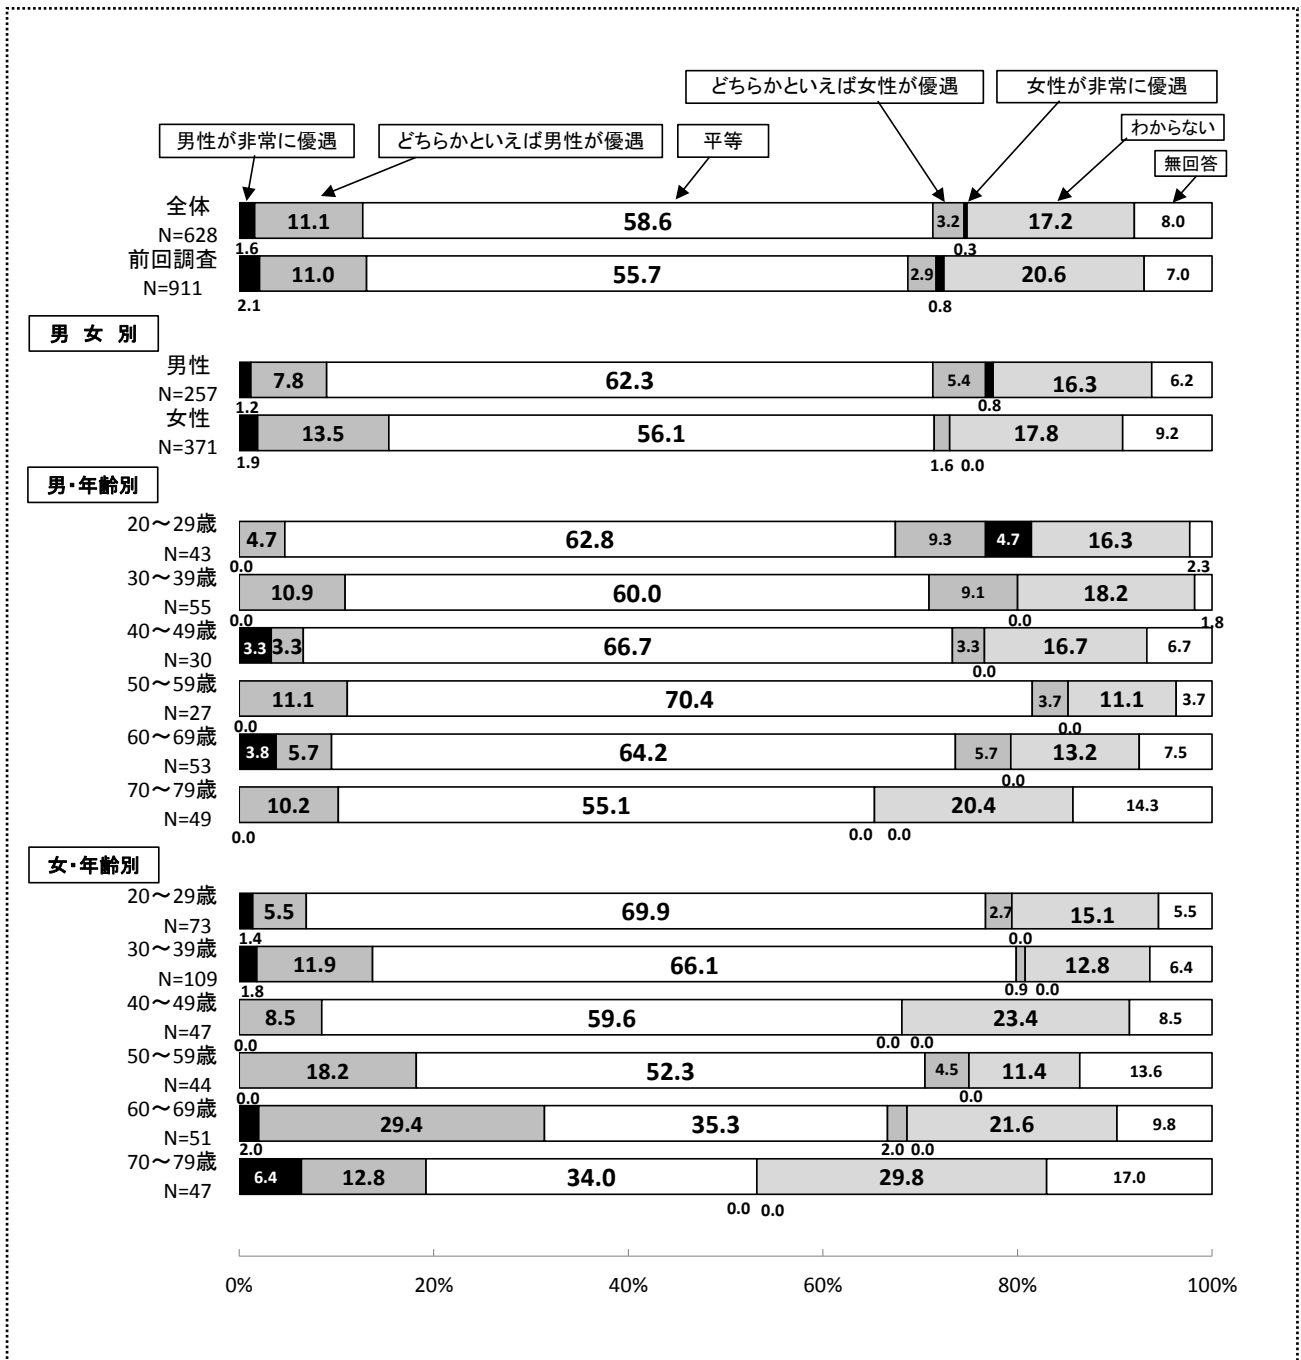 どちらかといえば女性が優遇 女性が非常に優遇
男性が非常に優遇 どちらかといえば男性が優遇 平等 わからない
無回答
全体
N=628
11.1 58.6 3.2 17.2 8.0
1.6 0.3
前回調査
N=911
11.0 55.7 2.9 20.6 7.0
2.1 0.8
男 女 別
男性
N=257
7.8 62.3 5.4 16.3 6.2
1.2 0.8
女性
N=371
13.5 56.1 17.8 9.2
1.9 1.6 0.0
男・年齢別
20～29歳
N=43
4.7 62.8 9.3 4.7 16.3
0.0 2.3
30～39歳
N=55
10.9 60.0 9.1 18.2
0.0 0.0 1.8
40～49歳
N=30
3.3 3.3 66.7 3.3 16.7 6.7
0.0
50～59歳
N=27
11.1 70.4 3.7 11.1 3.7
0.0 0.0
60～69歳
N=53
3.8 5.7 64.2 5.7 13.2 7.5
0.0
70～79歳
N=49
10.2 55.1 20.4 14.3
0.0 0.0 0.0
女・年齢別
20～29歳
N=73
5.5 69.9 2.7 15.1 5.5
1.4 0.0
30～39歳
N=109
11.9 66.1 12.8 6.4
1.8 0.9 0.0
40～49歳
N=47
8.5 59.6 23.4 8.5
0.0 0.0 0.0
50～59歳
N=44
18.2 52.3 4.5 11.4 13.6
0.0 0.0
60～69歳
N=51
29.4 35.3 21.6 9.8
2.0 2.0 0.0
70～79歳
N=47
6.4 12.8 34.0 29.8 17.0
0.0 0.0
0% 20% 40% 60% 80% 100%